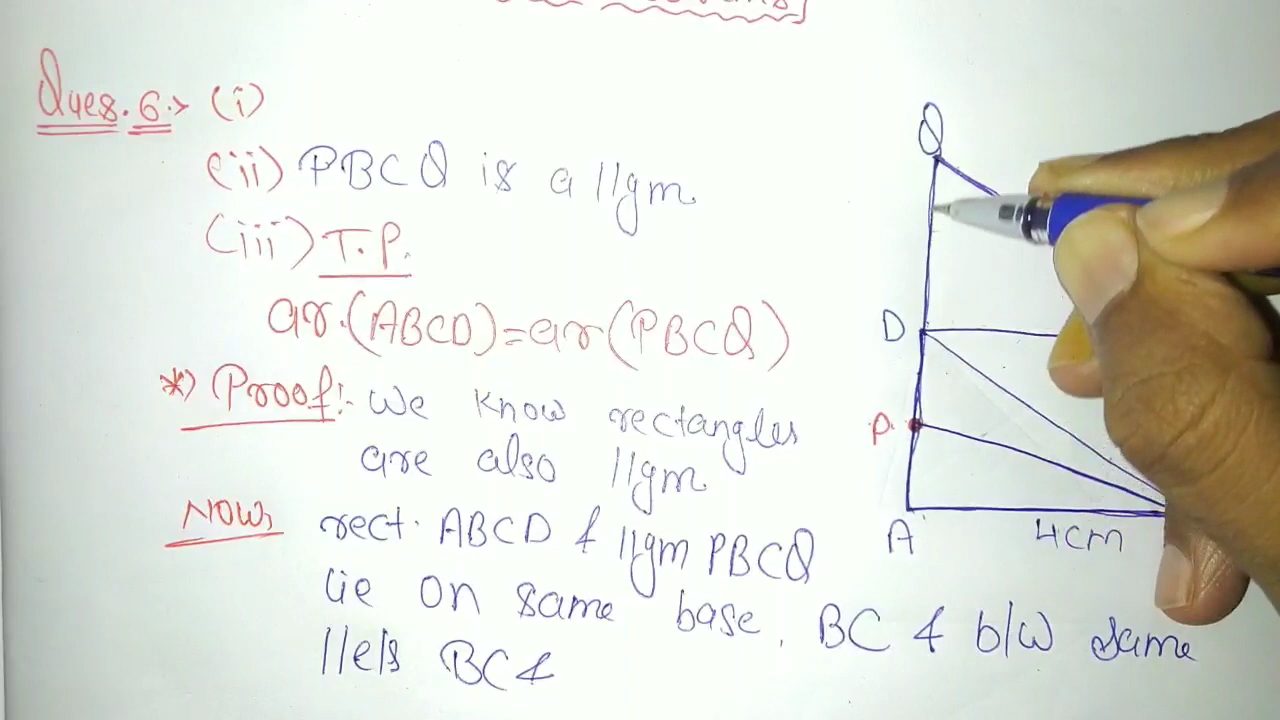 Ques. 6:> (i)
(ii) PBCQ is a ||gm
(iii) T.P.
ar.(ABCD)=ar(PBCQ)
*) Proof:- We know rectangles
are also ||gm
Now, rect. ABCD & ||gm PBCQ
lie on same base, BC & b/w same
||els BC &
Q
D
P.
A
4cm